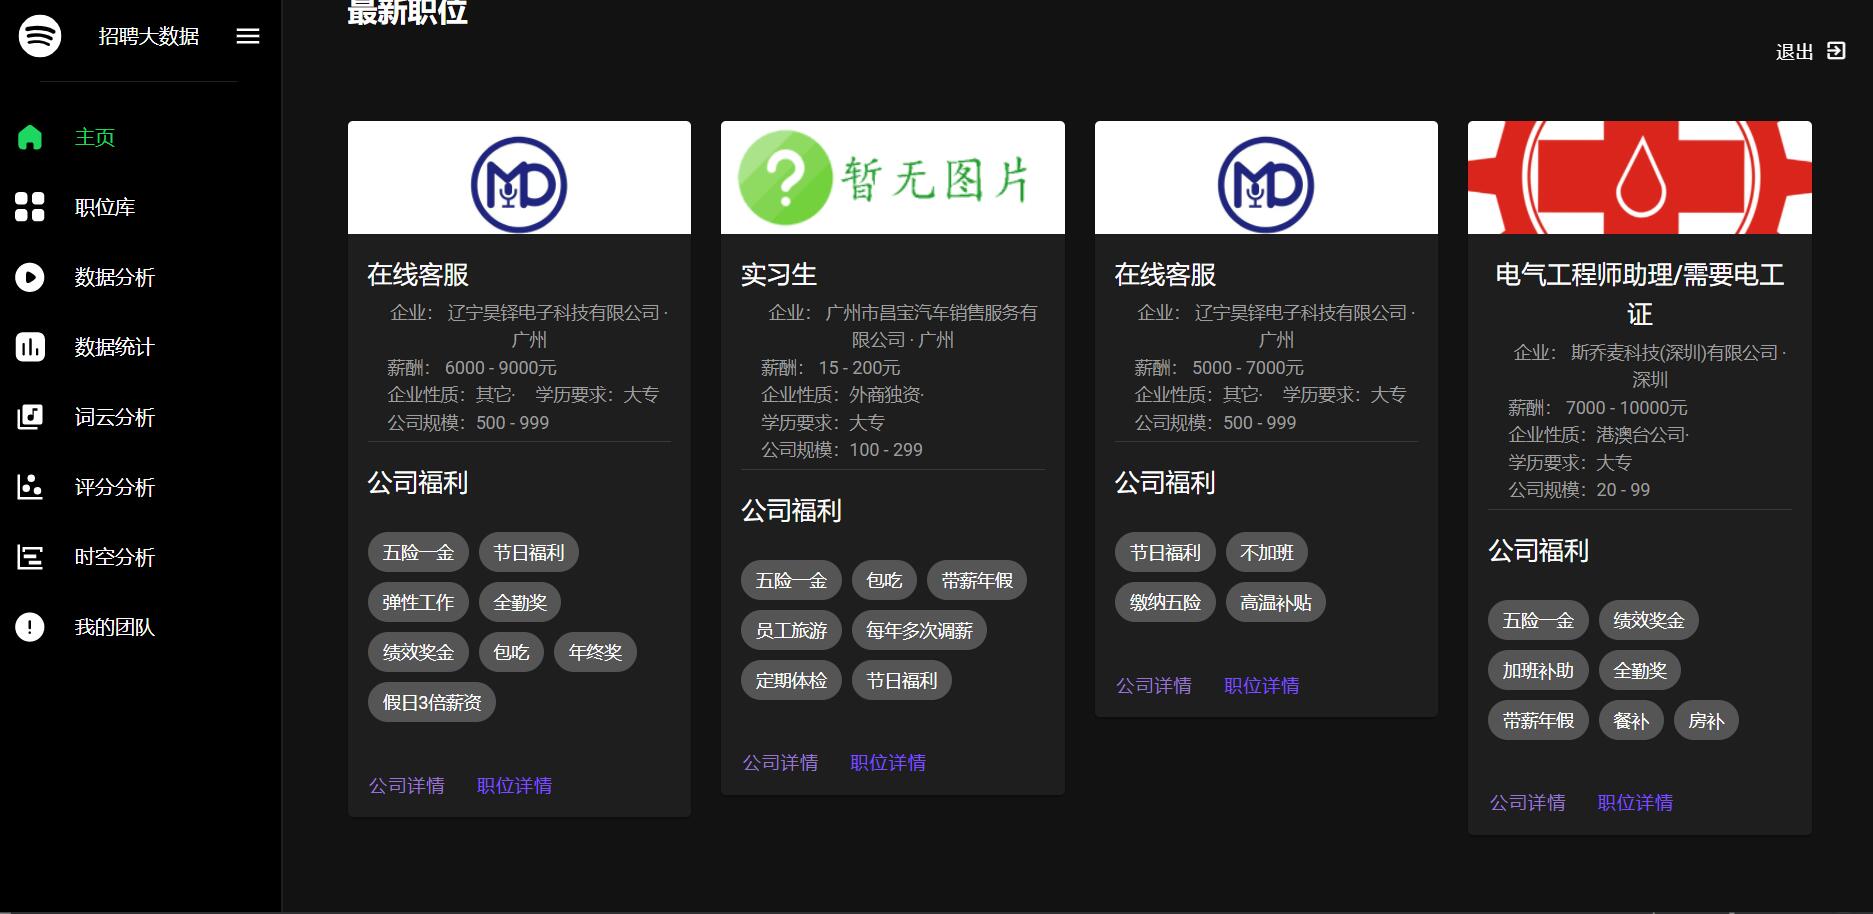 招聘大数据
主页
职位库
数据分析
数据统计
词云分析
评分分析
时空分析
我的团队
最新职位
退出
MD
在线客服
企业： 辽宁昊铎电子科技有限公司 ·
广州
薪酬： 6000 - 9000元
企业性质：其它· 学历要求：大专
公司规模：500 - 999
公司福利
五险一金 节日福利
弹性工作 全勤奖
绩效奖金 包吃 年终奖
假日3倍薪资
公司详情 职位详情
? 暂无图片
实习生
企业： 广州市昌宝汽车销售服务有
限公司 · 广州
薪酬： 15 - 200元
企业性质：外商独资·
学历要求：大专
公司规模：100 - 299
公司福利
五险一金 包吃 带薪年假
员工旅游 每年多次调薪
定期体检 节日福利
公司详情 职位详情
MD
在线客服
企业： 辽宁昊铎电子科技有限公司 ·
广州
薪酬： 5000 - 7000元
企业性质：其它· 学历要求：大专
公司规模：500 - 999
公司福利
节日福利 不加班
缴纳五险 高温补贴
公司详情 职位详情
电气工程师助理/需要电工
证
企业： 斯乔麦科技(深圳)有限公司 ·
深圳
薪酬： 7000 - 10000元
企业性质：港澳台公司·
学历要求：大专
公司规模：20 - 99
公司福利
五险一金 绩效奖金
加班补助 全勤奖
带薪年假 餐补 房补
公司详情 职位详情